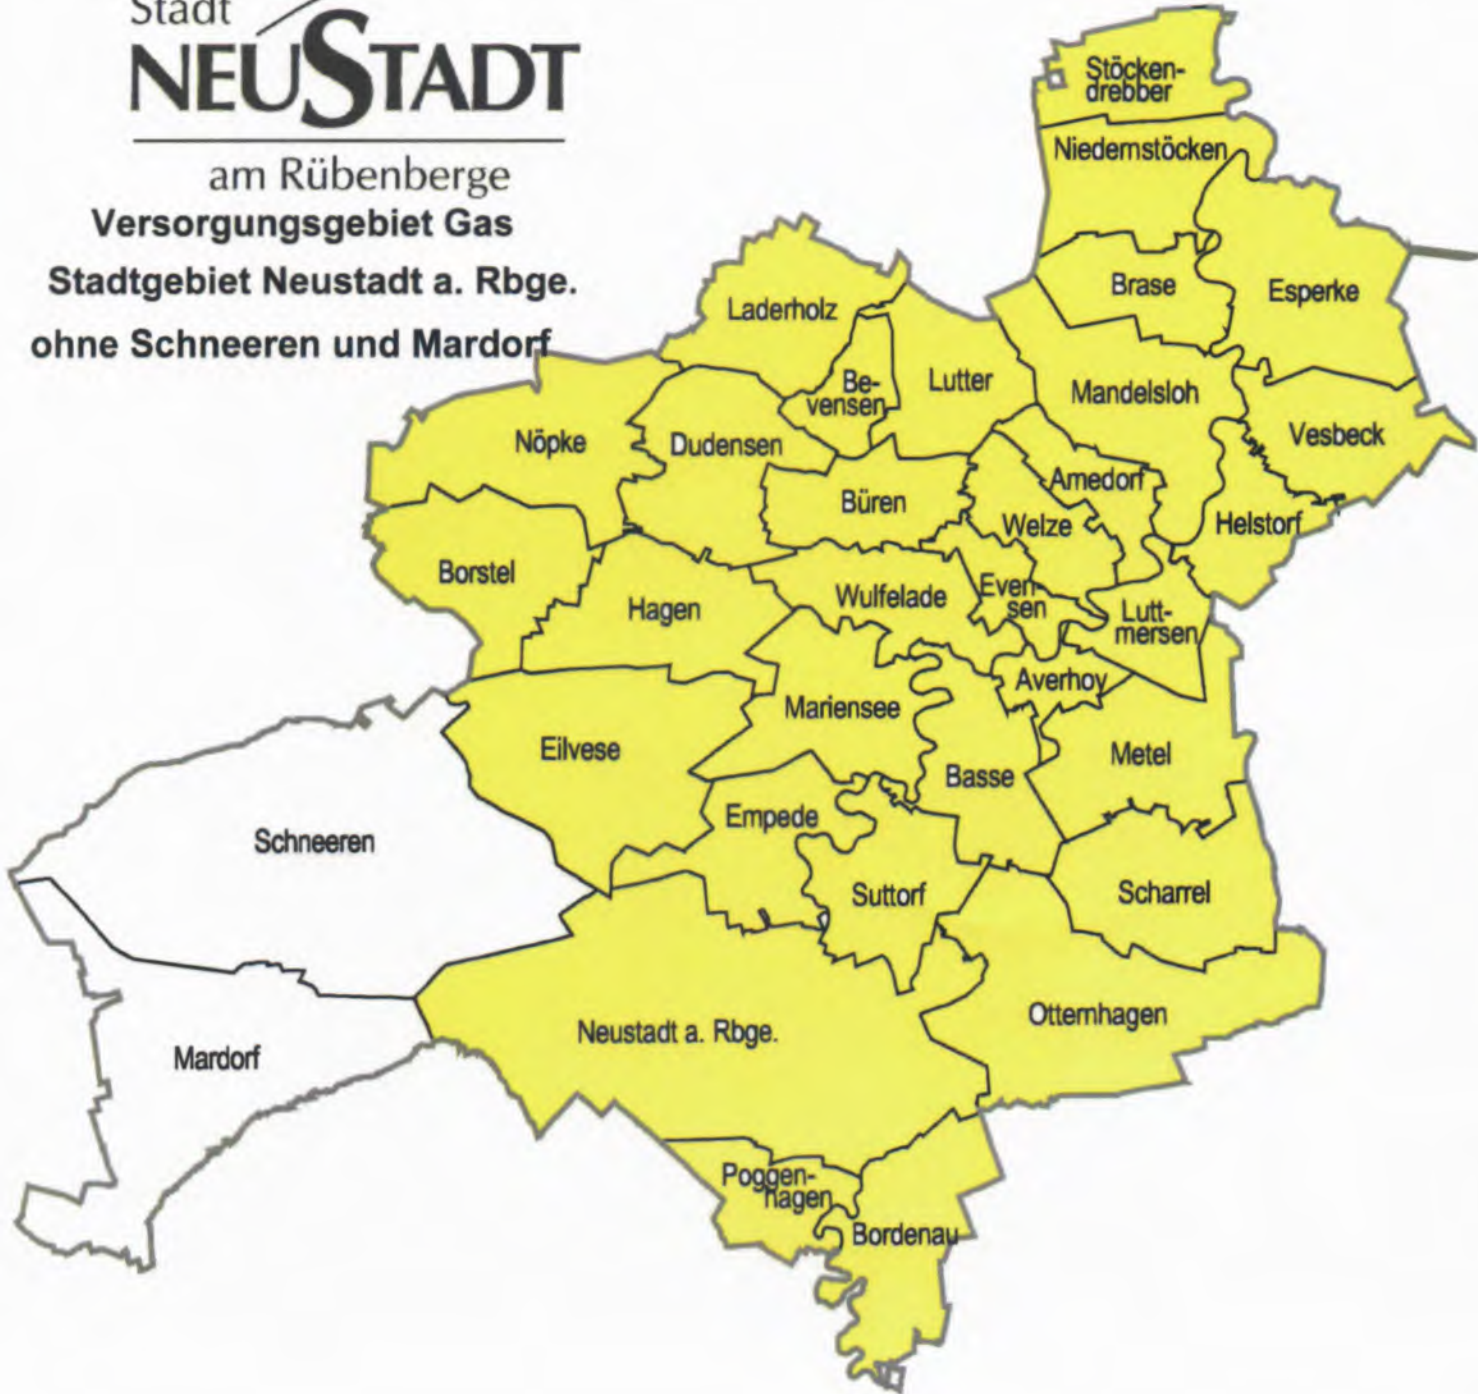 Stadt
NEUSTADT
am Rübenberge
Versorgungsgebiet Gas
Stadtgebiet Neustadt a. Rbge.
ohne Schneeren und Mardorf
Stöcken-
drebber
Niedernstöcken
Brase
Esperke
Laderholz
Be-
vensen
Lutter
Mandelsloh
Vesbeck
Nöpke
Dudensen
Büren
Amedorf
Welze
Helstorf
Borstel
Hagen
Wulfelade
Even-
sen
Lutt-
mersen
Averhoy
Mariensee
Eilvese
Basse
Metel
Empede
Schneeren
Suttorf
Scharrel
Otternhagen
Neustadt a. Rbge.
Mardorf
Poggen-
hagen
Bordenau